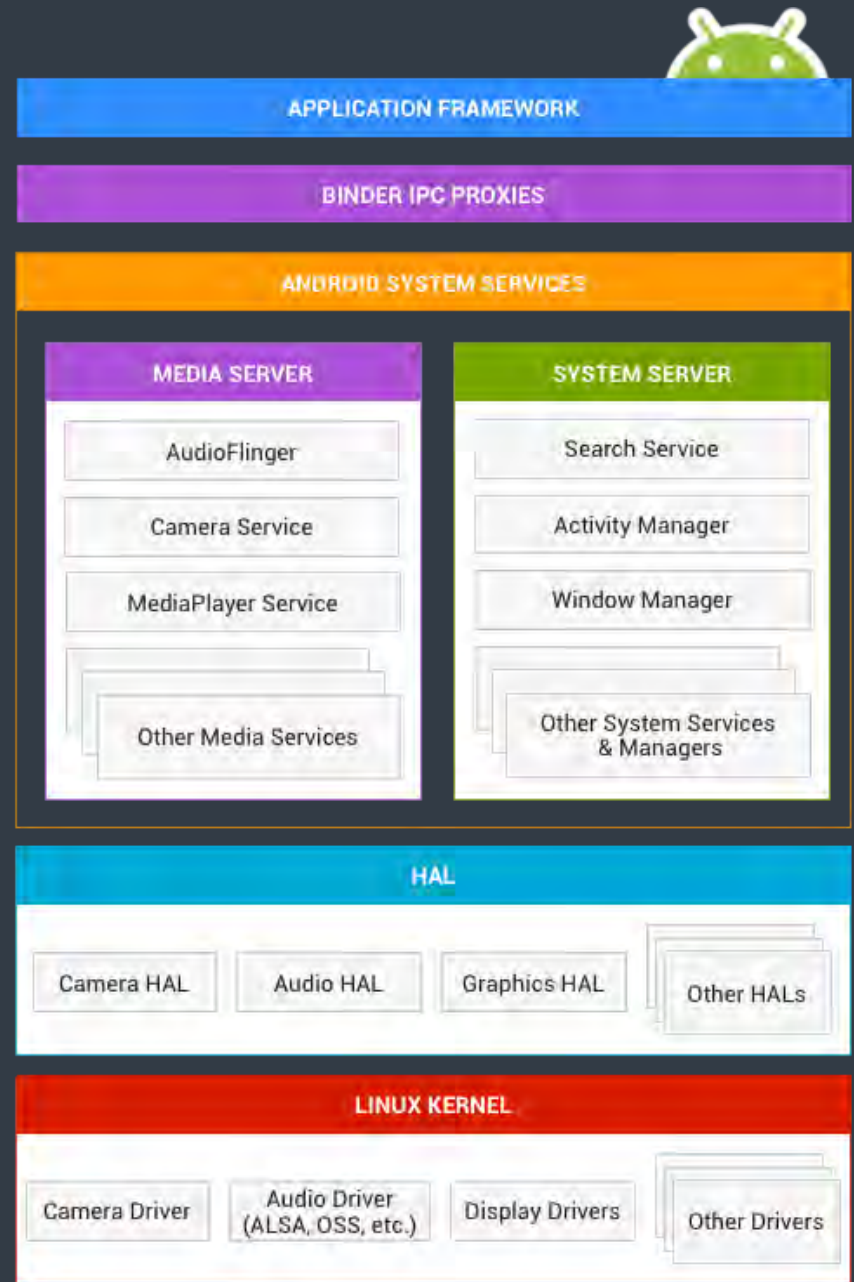 APPLICATION FRAMEWORK
BINDER IPC PROXIES
ANDROID SYSTEM SERVICES
MEDIA SERVER
AudioFlinger
Camera Service
MediaPlayer Service
Other Media Services
SYSTEM SERVER
Search Service
Activity Manager
Window Manager
Other System Services
& Managers
HAL
Camera HAL
Audio HAL
Graphics HAL
Other HALs
LINUX KERNEL
Camera Driver
Audio Driver
(ALSA, OSS, etc.)
Display Drivers
Other Drivers